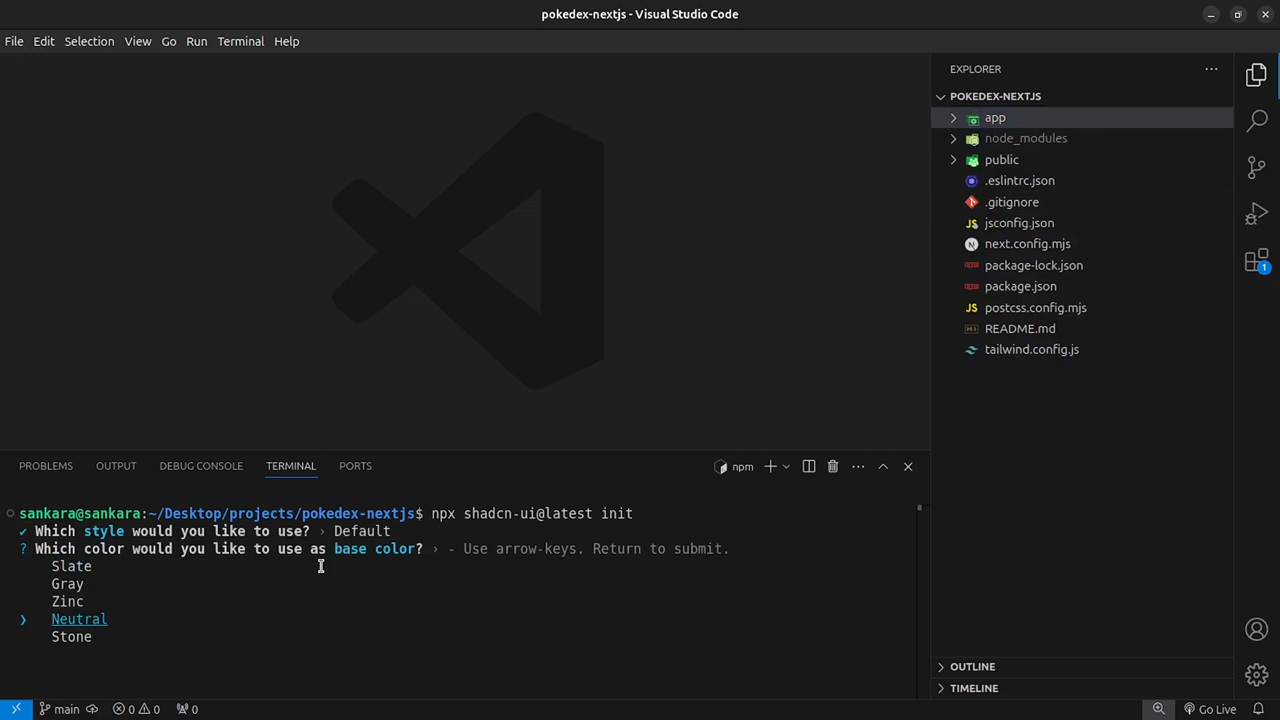 pokedex-nextjs - Visual Studio Code
File Edit Selection View Go Run Terminal Help
EXPLORER
POKEDEX-NEXTJS
app
node_modules
public
.eslintrc.json
.gitignore
JS jsconfig.json
N next.config.mjs
package-lock.json
package.json
JS postcss.config.mjs
README.md
tailwind.config.js
1
PROBLEMS OUTPUT DEBUG CONSOLE TERMINAL PORTS
npm
sankara@sankara:~/Desktop/projects/pokedex-nextjs$ npx shadcn-ui@latest init
✔ Which style would you like to use? › Default
? Which color would you like to use as base color? › - Use arrow-keys. Return to submit.
Slate
Gray
Zinc
❯ Neutral
Stone
OUTLINE
TIMELINE
main 0 0 0 Go Live